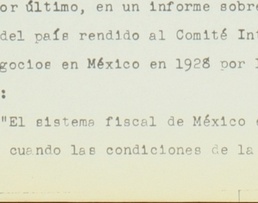 or último, en un informe sobre
del país rendido al Comité Int
gocios en México en 1928 por
:
"El sistema fiscal de México
cuando las condiciones de la